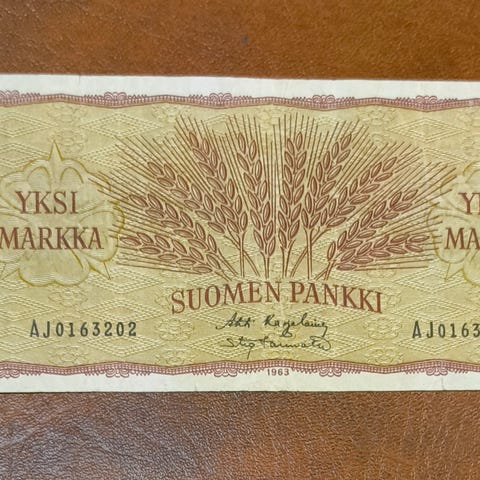 YKSI
MARKKA
SUOMEN PANKKI
AJ0163202
AJ0163
1963